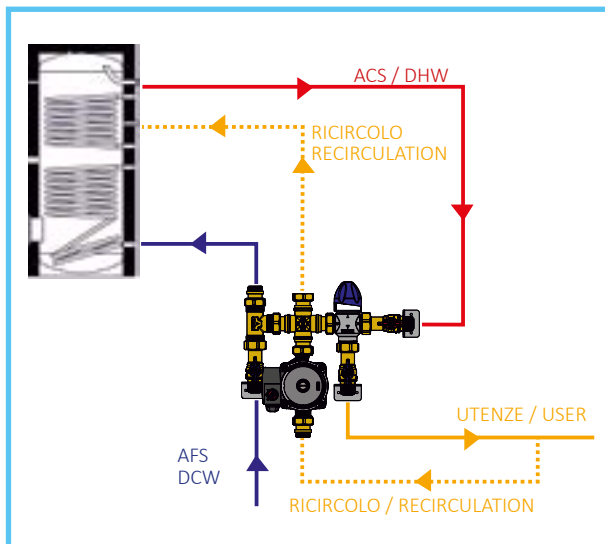 ACS / DHW
RICIRCOLO
RECIRCULATION
UTENZE / USER
AFS
DCW
RICIRCOLO / RECIRCULATION